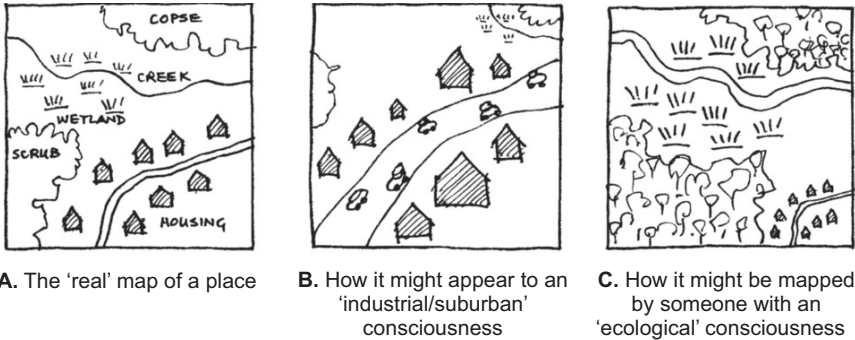 COPSE
CREEK
WETLAND
SCRUB
HOUSING
A. The ‘real’ map of a place
B. How it might appear to an
‘industrial/suburban’
consciousness
C. How it might be mapped
by someone with an
‘ecological’ consciousness